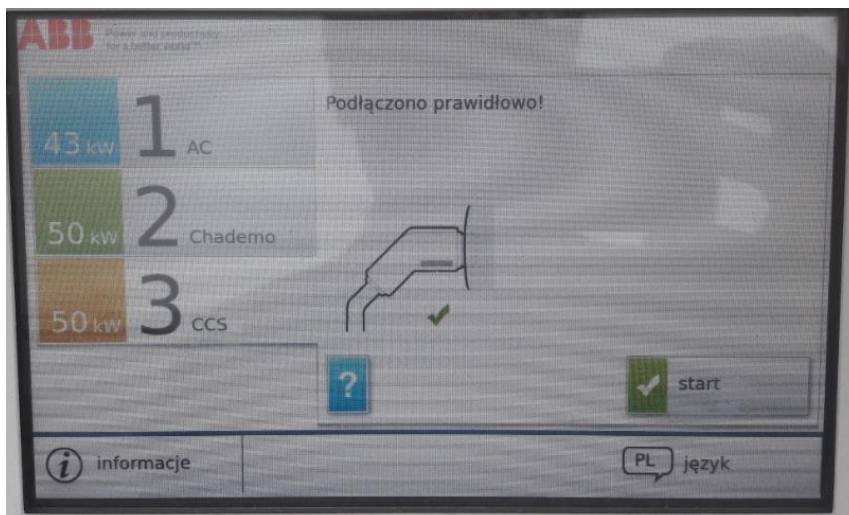 ABB
Power and productivity
for a better world™
43 kW 1 AC
50 kW 2 Chademo
50 kW 3 CCS
Podłączono prawidłowo!
?
start
i informacje
PL język